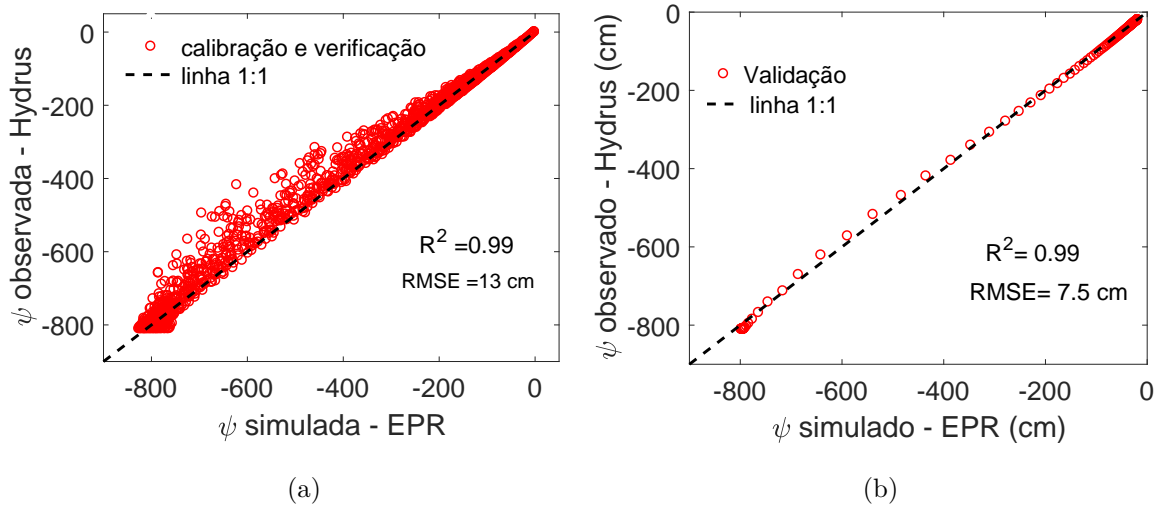 0
-200
-400
-600
-800
ψ observada - Hydrus
calibração e verificação
linha 1:1
R² =0.99
RMSE =13 cm
-800 -600 -400 -200 0
ψ simulada - EPR
(a)
0
-200
-400
-600
-800
ψ observado - Hydrus (cm)
Validação
linha 1:1
R²= 0.99
RMSE= 7.5 cm
-800 -600 -400 -200 0
ψ simulado - EPR (cm)
(b)